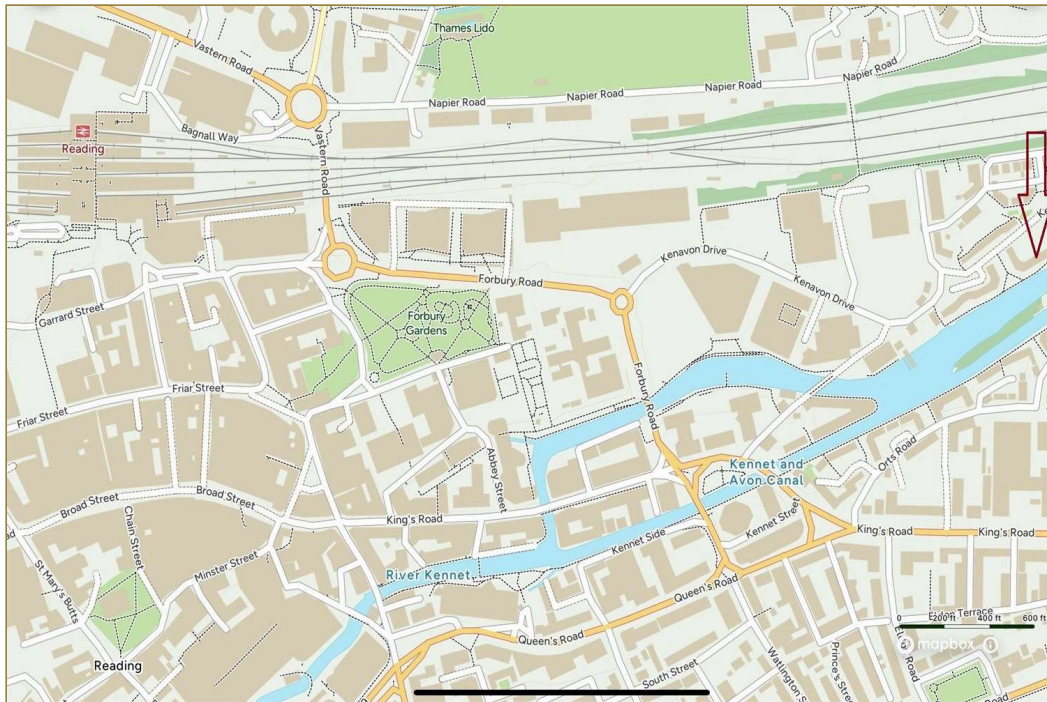 Thames Lido
Vastern Road
Napier Road
Napier Road
Napier Road
Napier Road
Bagnall Way
Reading
Vastern Road
Kenavon Drive
Kenavon Drive
Forbury Road
Garrard Street
Forbury
Gardens
Friar Street
Friar Street
Forbury Road
Abbey Street
Kennet and
Avon Canal
Orts Road
Broad Street
Broad Street
Chain Street
King's Road
Kennet Street
King's Road
King's Road
Kennet Side
Minster Street
St Mary's Butts
River Kennet
Queen's Road
Queen's Road
0 200 ft 400 ft 600 ft
mapbox
Reading
South Street
Watlington St
Prince's Street